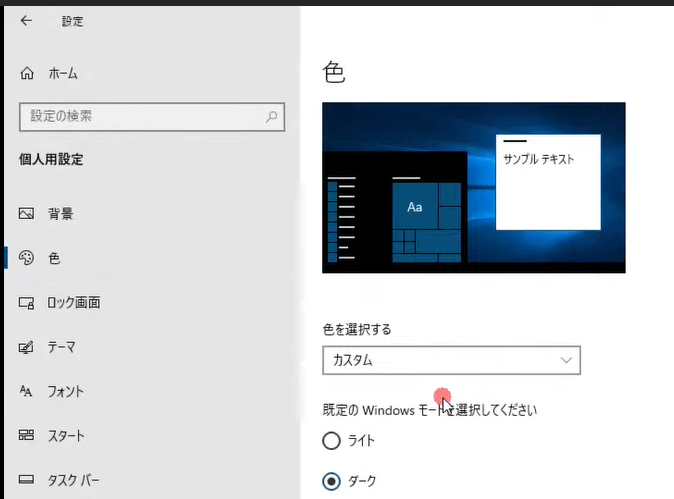 設定
ホーム
設定の検索
個人用設定
背景
色
ロック画面
テーマ
フォント
スタート
タスク バー
色
サンプル テキスト
Aa
色を選択する
カスタム
既定の Windows モードを選択してください
ライト
ダーク